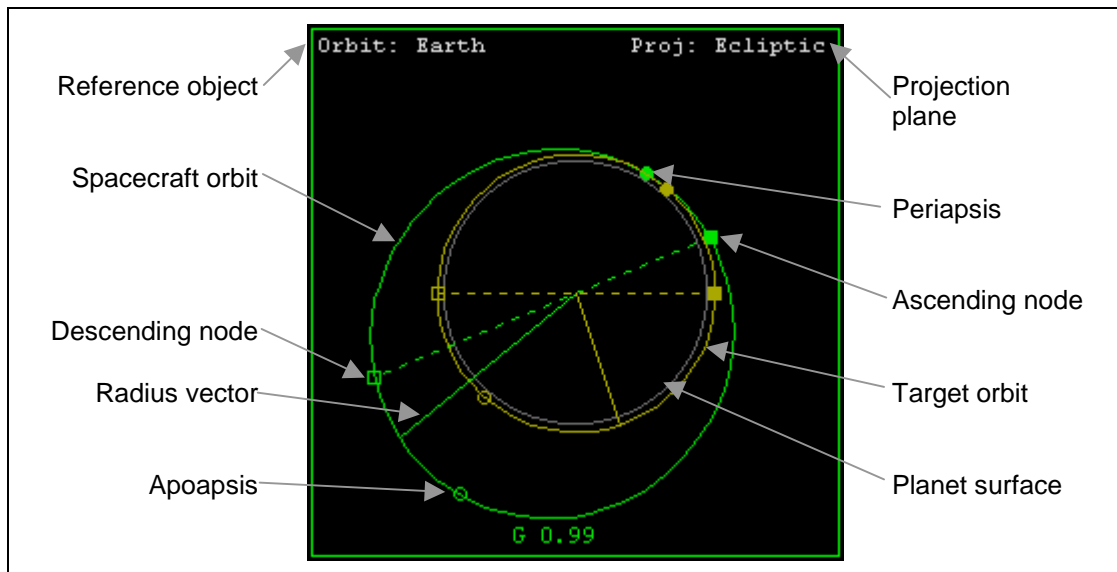 Orbit: Earth
Proj: Ecliptic
Reference object
Projection
plane
Spacecraft orbit
Periapsis
Ascending node
Descending node
Radius vector
Target orbit
Apoapsis
Planet surface
G 0.99